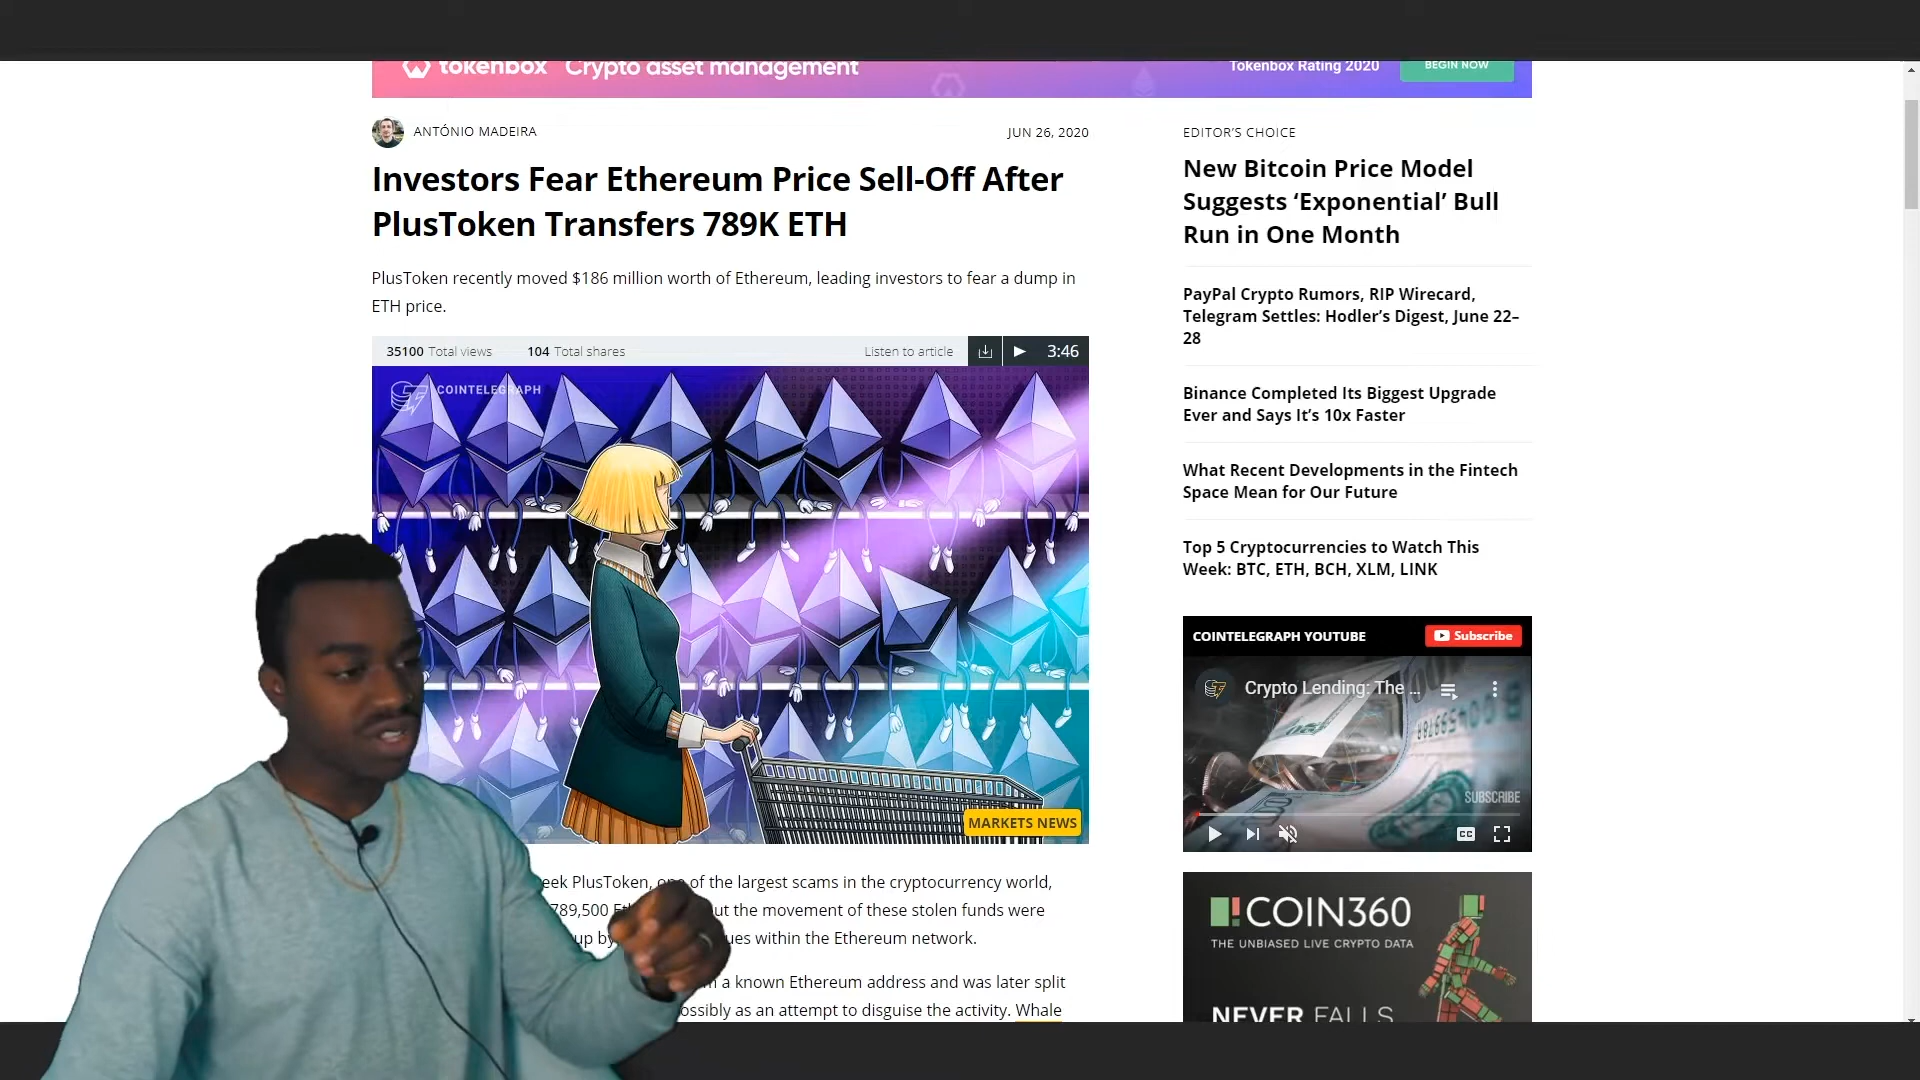 tokenbox Crypto asset management
Tokenbox Rating 2020
BEGIN NOW
ANTÓNIO MADEIRA
JUN 26, 2020
Investors Fear Ethereum Price Sell-Off After
PlusToken Transfers 789K ETH
PlusToken recently moved $186 million worth of Ethereum, leading investors to fear a dump in
ETH price.
35100 Total views 104 Total shares
Listen to article
3:46
COINTELEGRAPH
MARKETS NEWS
PlusToken, of the largest scams in the cryptocurrency world,
789,500 the movement of these stolen funds were
up within the Ethereum network.
a known Ethereum address and was later split
as an attempt to disguise the activity. Whale
EDITOR’S CHOICE
New Bitcoin Price Model
Suggests ‘Exponential’ Bull
Run in One Month
PayPal Crypto Rumors, RIP Wirecard,
Telegram Settles: Hodler’s Digest, June 22–
28
Binance Completed Its Biggest Upgrade
Ever and Says It’s 10x Faster
What Recent Developments in the Fintech
Space Mean for Our Future
Top 5 Cryptocurrencies to Watch This
Week: BTC, ETH, BCH, XLM, LINK
COINTELEGRAPH YOUTUBE
Subscribe
Crypto Lending: The ...
SUBSCRIBE
CC
COIN360
THE UNBIASED LIVE CRYPTO DATA
NEVER FALLS